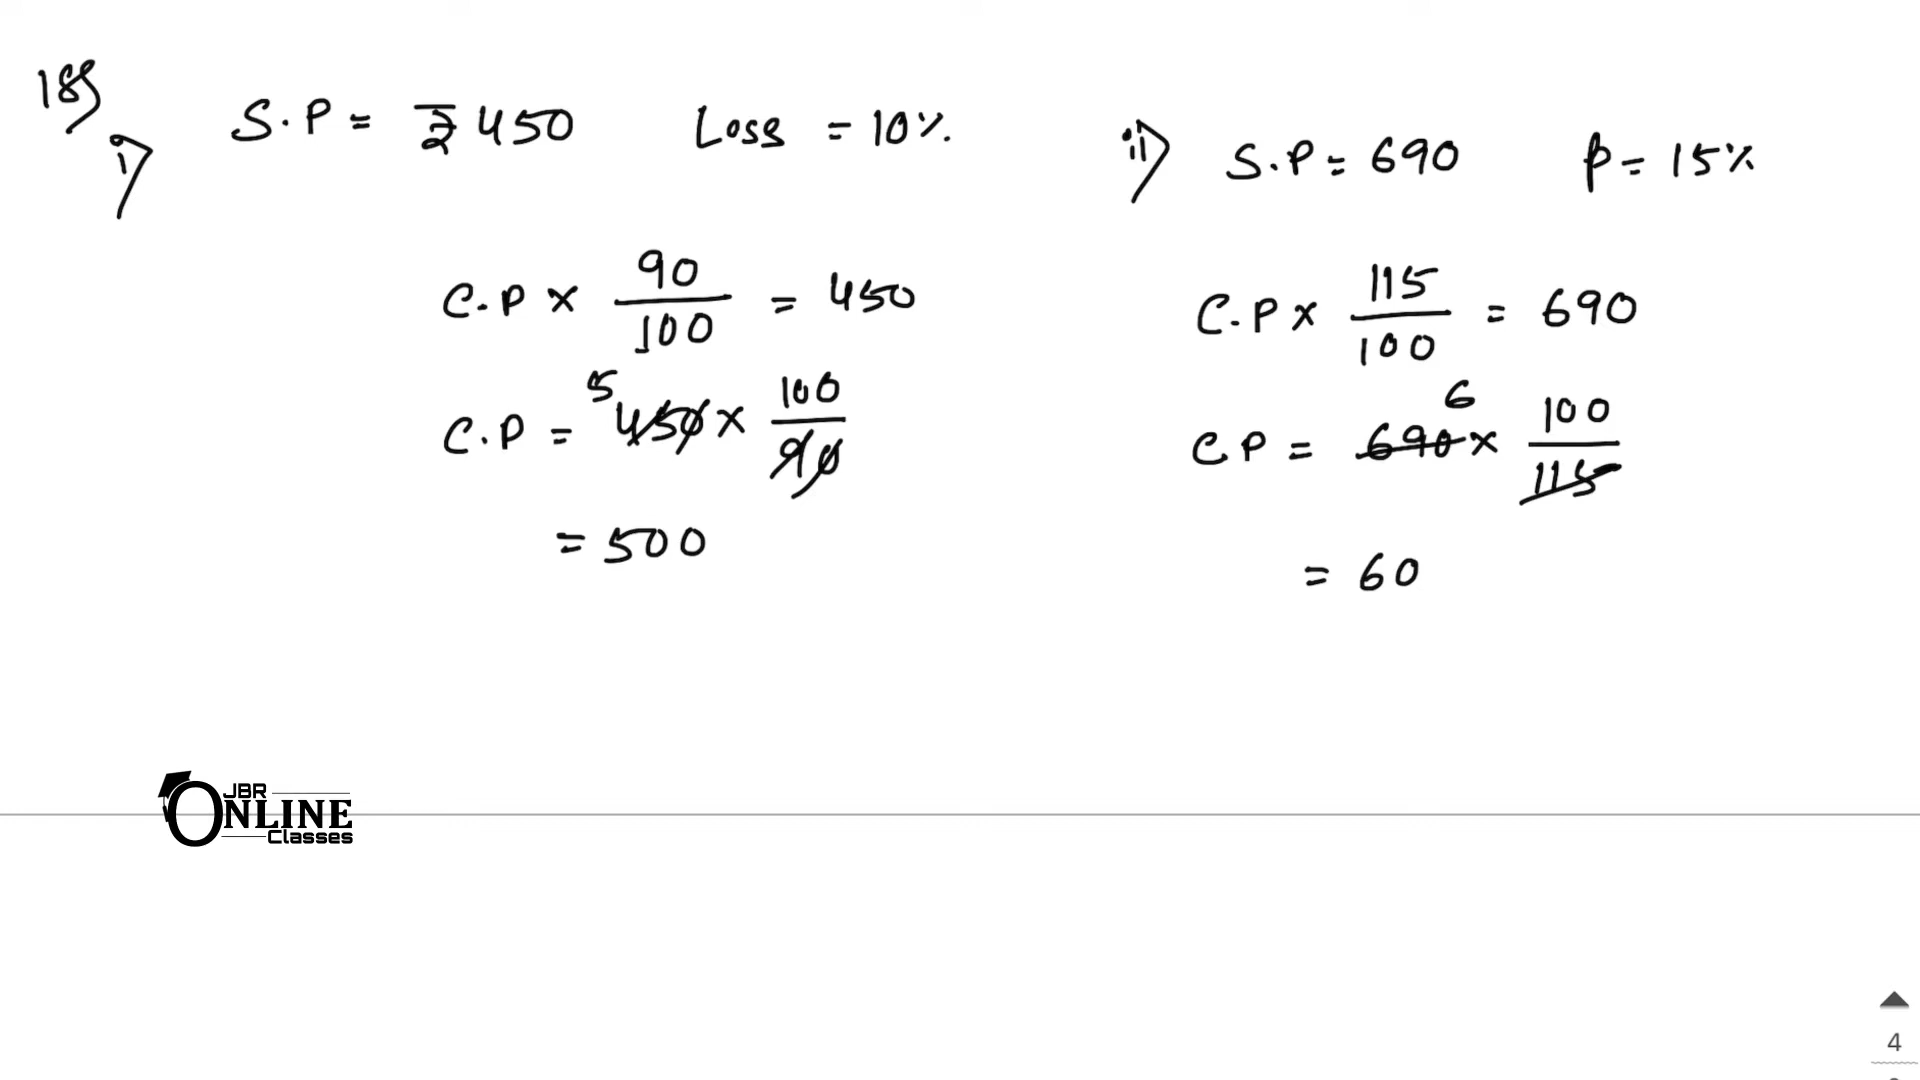 18)
i) S.P = ₹ 450 Loss = 10%.
C.P × 90/100 = 450
C.P = 5 450 × 100/90
= 500
ii) S.P = 690 P = 15%
C.P × 115/100 = 690
C P = 6 690 × 100/115
= 60
JBR
ONLINE
Classes
4